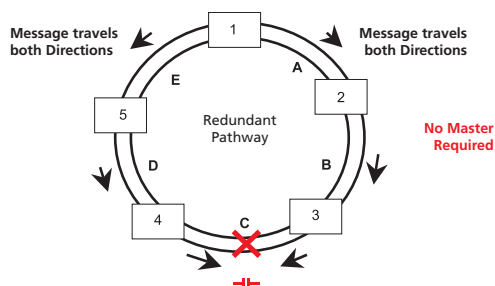 1
Message travels
both Directions
Message travels
both Directions
A
E
2
5
Redundant
Pathway
No Master
Required
B
D
3
4
C